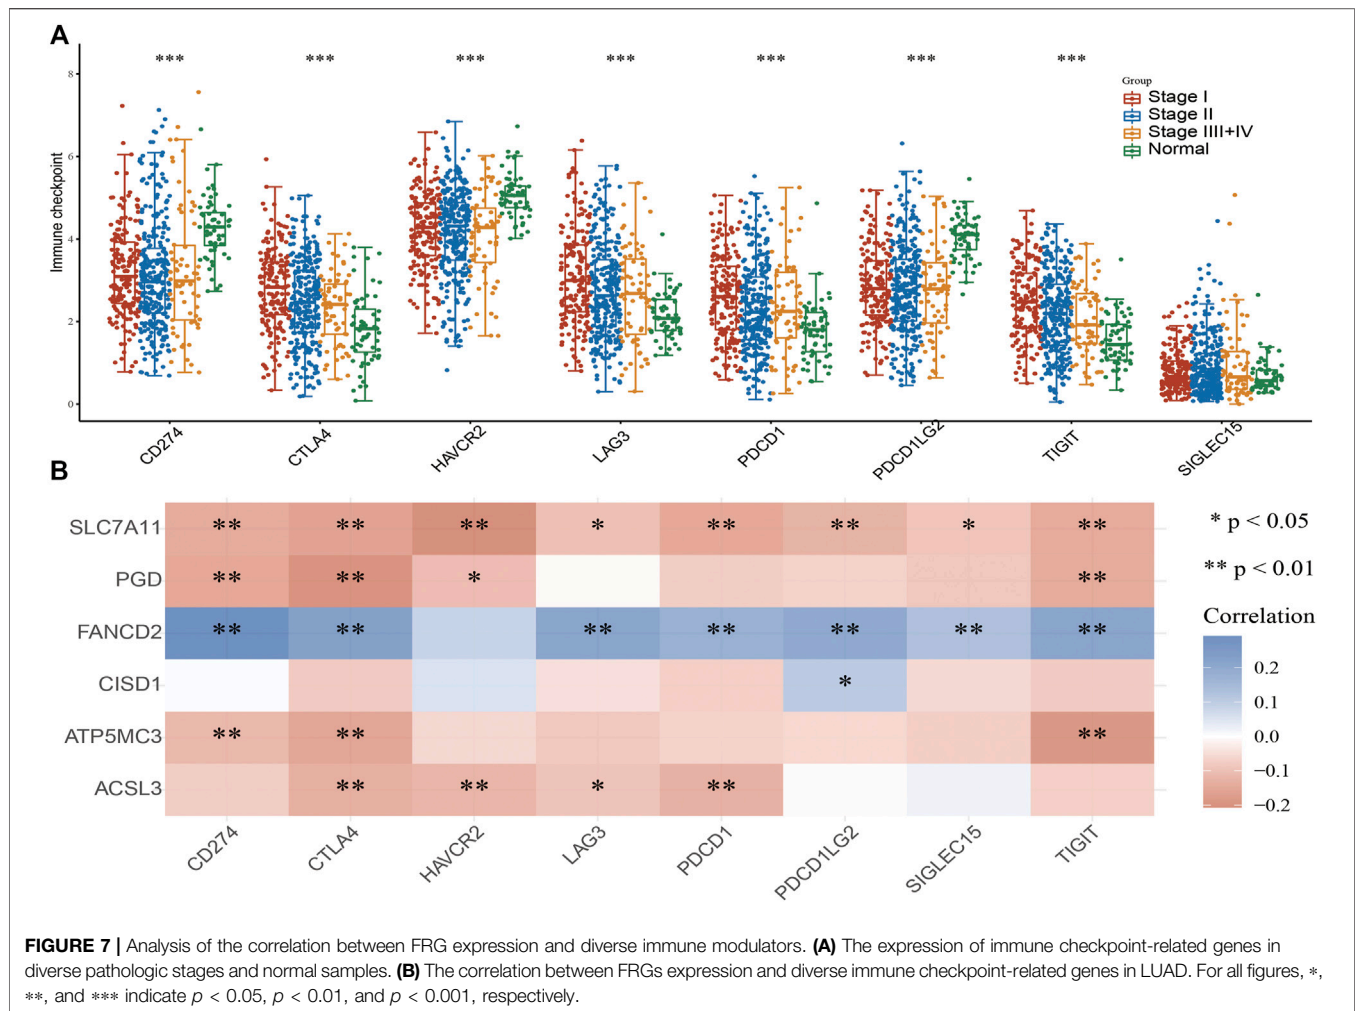 A
*** *** *** *** *** *** ***
Group
Stage I
Stage II
Stage IIII+IV
Normal
Immune checkpoint
8
6
4
2
0
CD274 CTLA4 HAVCR2 LAG3 PDCD1 PDCD1LG2 TIGIT SIGLEC15
B
SLC7A11 ** ** ** * ** ** * **
PGD ** ** * **
FANCD2 ** ** ** ** ** ** **
CISD1 *
ATP5MC3 ** ** **
ACSL3 ** ** * **
* p < 0.05
** p < 0.01
Correlation
0.2
0.1
0.0
−0.1
−0.2
CD274 CTLA4 HAVCR2 LAG3 PDCD1 PDCD1LG2 SIGLEC15 TIGIT
FIGURE 7 | Analysis of the correlation between FRG expression and diverse immune modulators. (A) The expression of immune checkpoint-related genes in
diverse pathologic stages and normal samples. (B) The correlation between FRGs expression and diverse immune checkpoint-related genes in LUAD. For all figures, *,
**, and *** indicate p < 0.05, p < 0.01, and p < 0.001, respectively.